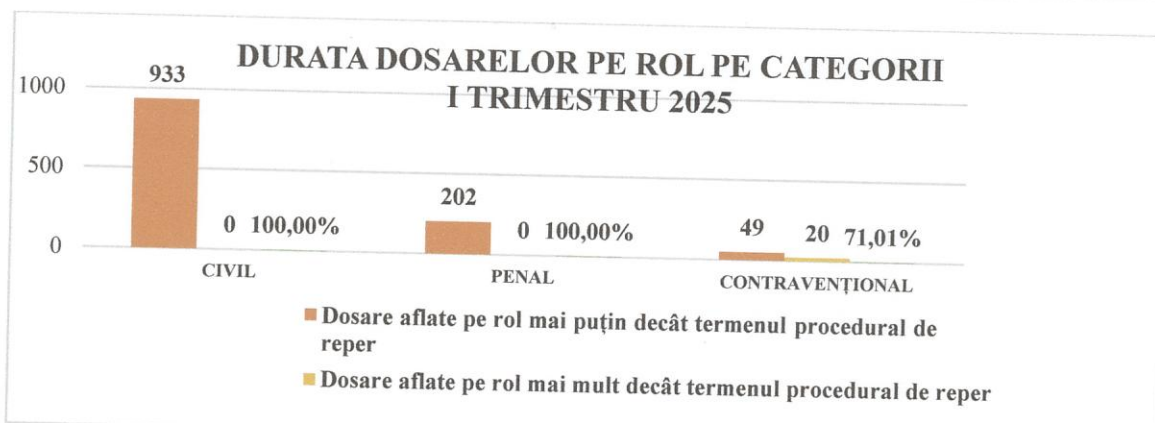 DURATA DOSARELOR PE ROL PE CATEGORII
I TRIMESTRU 2025
1000
500
0
933
0 100,00%
202
0 100,00%
49 20 71,01%
CIVIL
PENAL
CONTRAVENȚIONAL
Dosare aflate pe rol mai puțin decât termenul procedural de
reper
Dosare aflate pe rol mai mult decât termenul procedural de reper